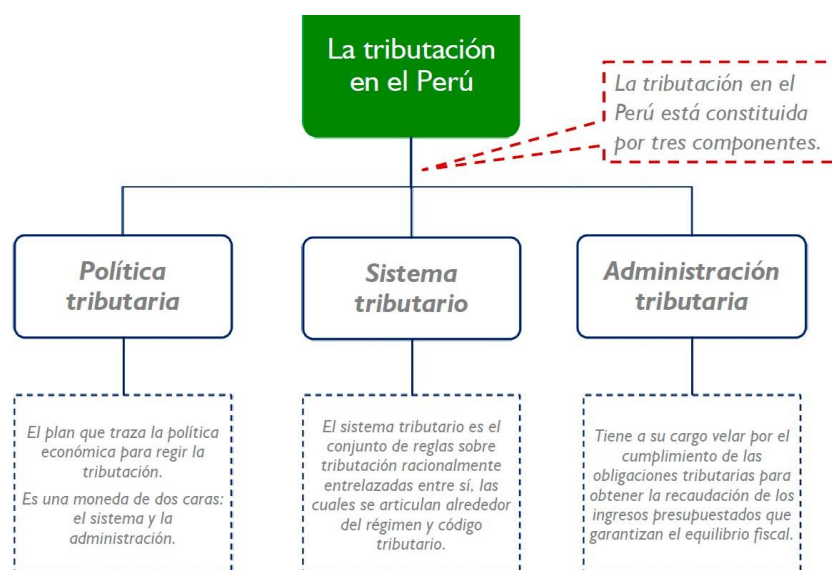 La tributación
en el Perú
La tributación en el
Perú está constituida
por tres componentes.
Política
tributaria
Sistema
tributario
Administración
tributaria
El plan que traza la política
económica para regir la
tributación.
Es una moneda de dos caras:
el sistema y la
administración.
El sistema tributario es el
conjunto de reglas sobre
tributación racionalmente
entrelazadas entre sí, las
cuales se articulan alrededor
del régimen y código
tributario.
Tiene a su cargo velar por el
cumplimiento de las
obligaciones tributarias para
obtener la recaudación de los
ingresos presupuestados que
garantizan el equilibrio fiscal.